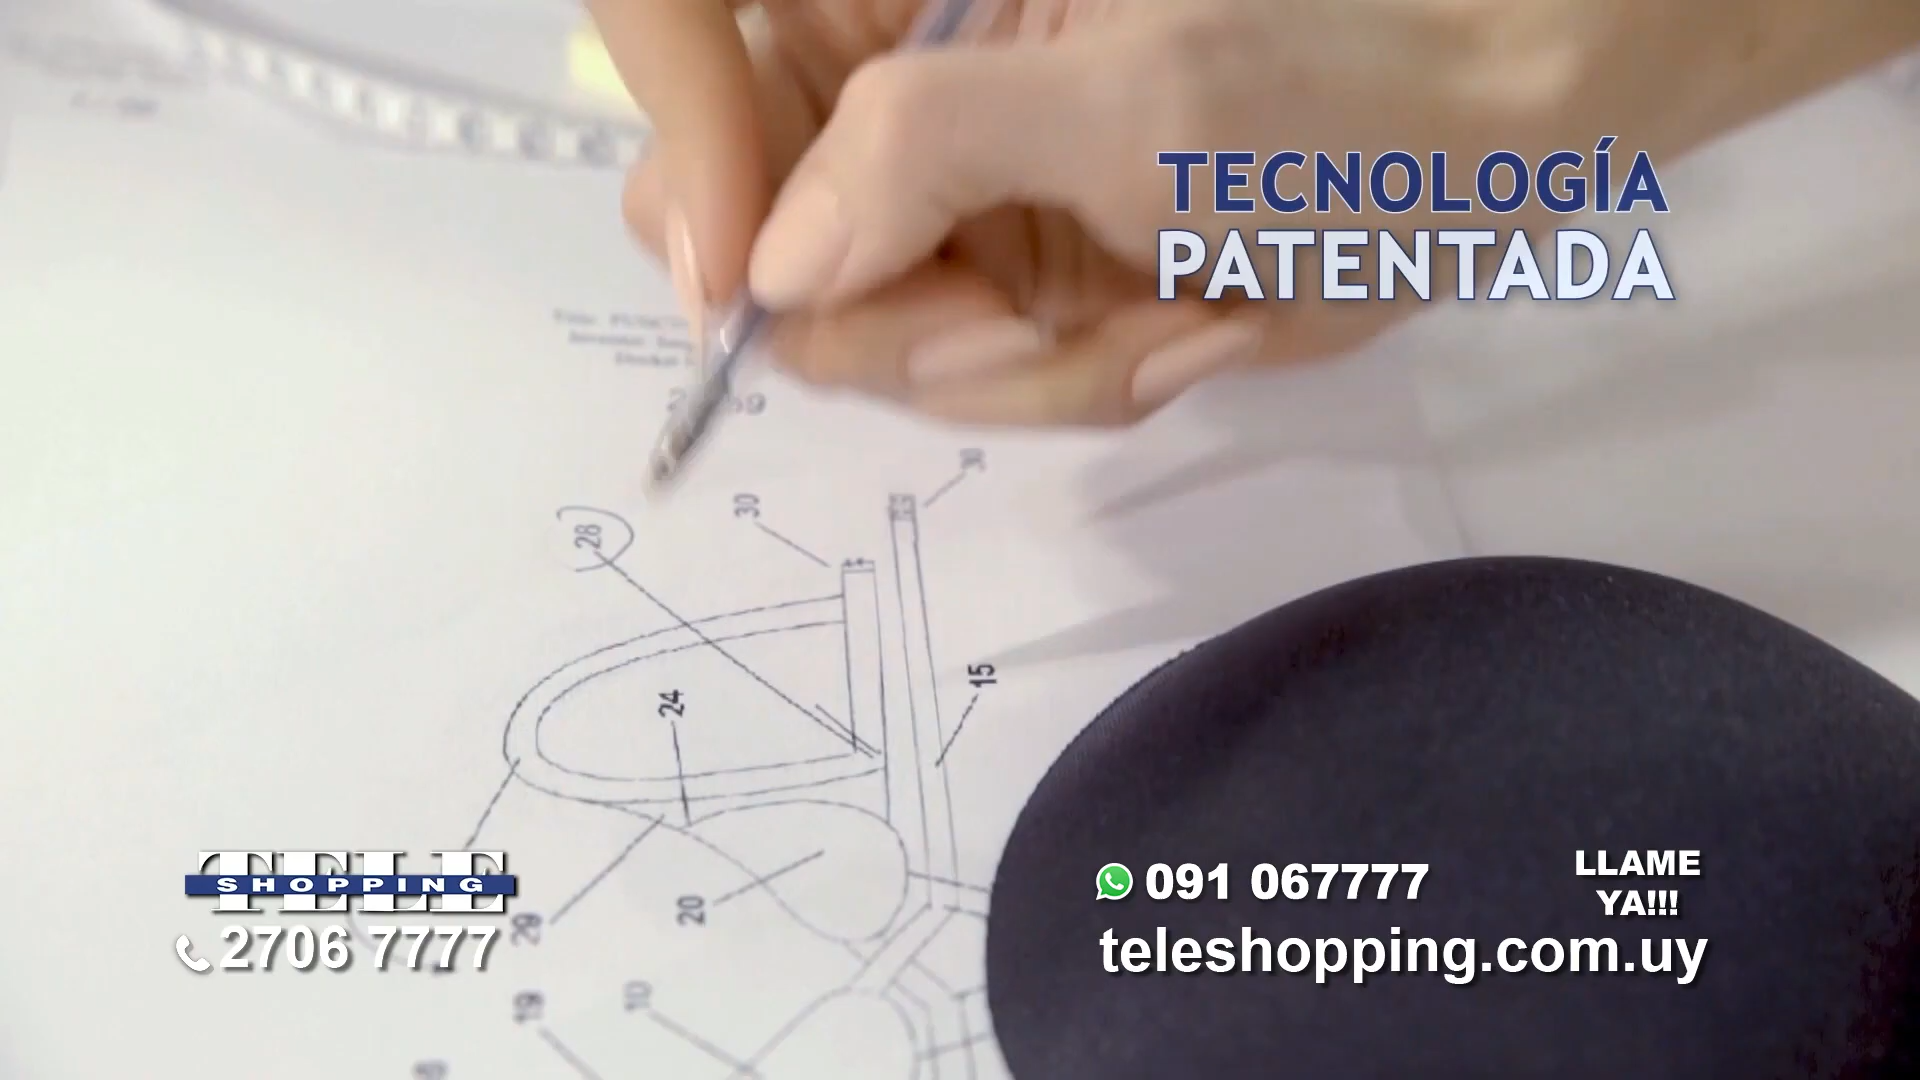 TECNOLOGÍA
PATENTADA
30
30
28
15
24
20
29
19
10
TELE
SHOPPING
2706 7777
091 067777
LLAME
YA!!!
teleshopping.com.uy